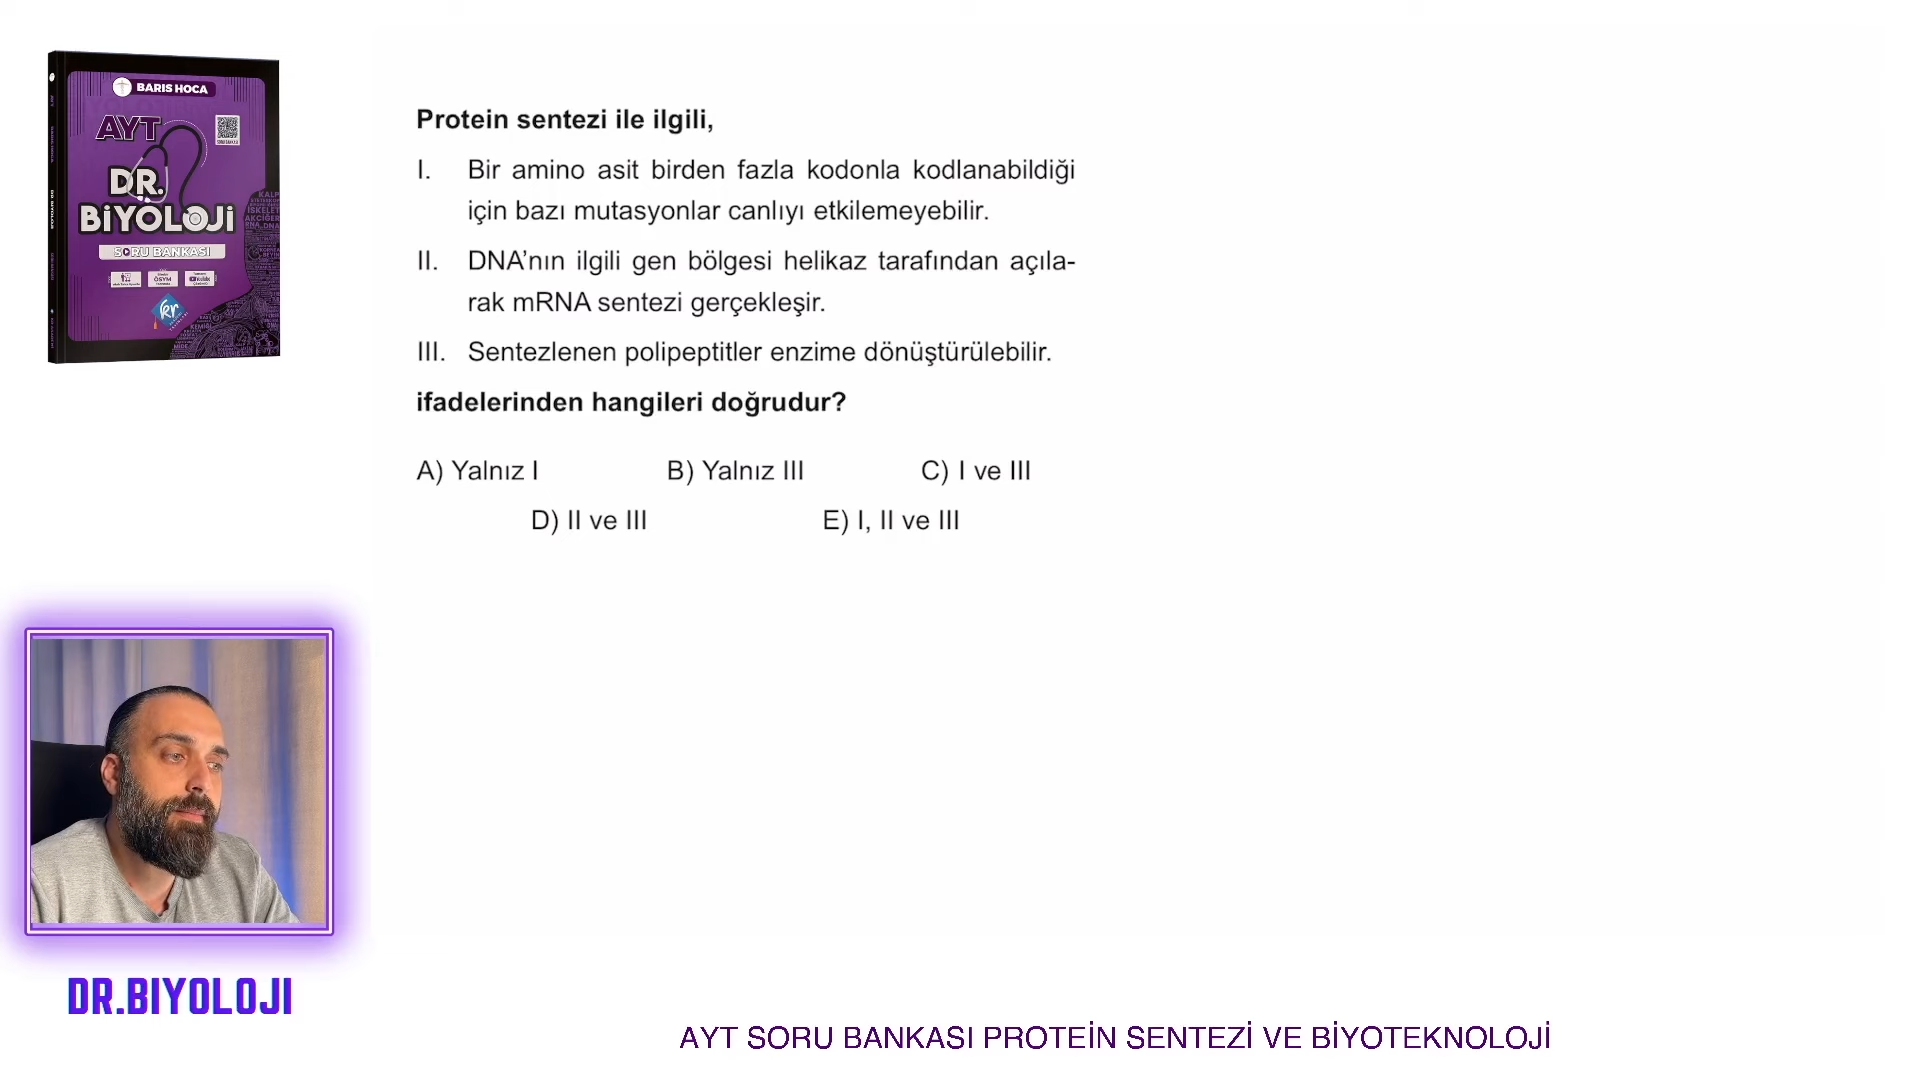 BARIS HOCA
AYT
DR.
BİYOLOJİ
SORU BANKASI
Protein sentezi ile ilgili,
I. Bir amino asit birden fazla kodonla kodlanabildiği
için bazı mutasyonlar canlıyı etkilemeyebilir.
II. DNA’nın ilgili gen bölgesi helikaz tarafından açıla-
rak mRNA sentezi gerçekleşir.
III. Sentezlenen polipeptitler enzime dönüştürülebilir.
ifadelerinden hangileri doğrudur?
A) Yalnız I B) Yalnız III C) I ve III
D) II ve III E) I, II ve III
DR.BIYOLOJI
AYT SORU BANKASI PROTEİN SENTEZİ VE BİYOTEKNOLOJİ